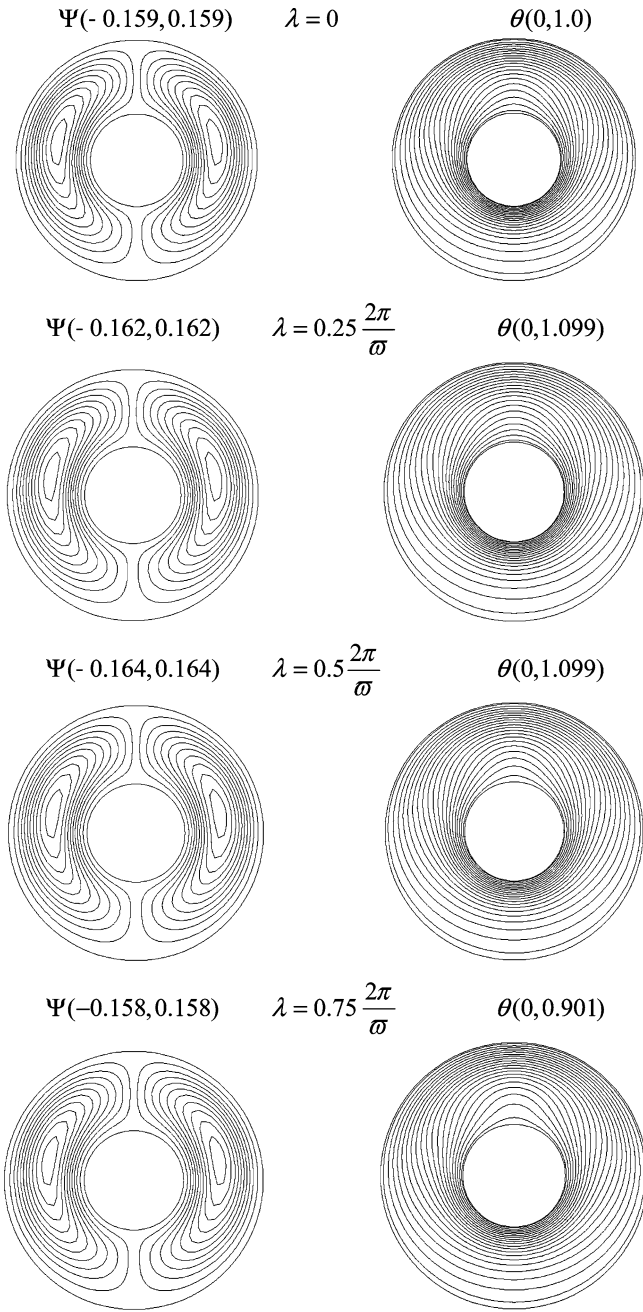 Ψ(- 0.159, 0.159) λ = 0 θ(0,1.0)
Ψ(- 0.162, 0.162) λ = 0.25 2π/ϖ θ(0,1.099)
Ψ(- 0.164, 0.164) λ = 0.5 2π/ϖ θ(0,1.099)
Ψ(−0.158, 0.158) λ = 0.75 2π/ϖ θ(0, 0.901)